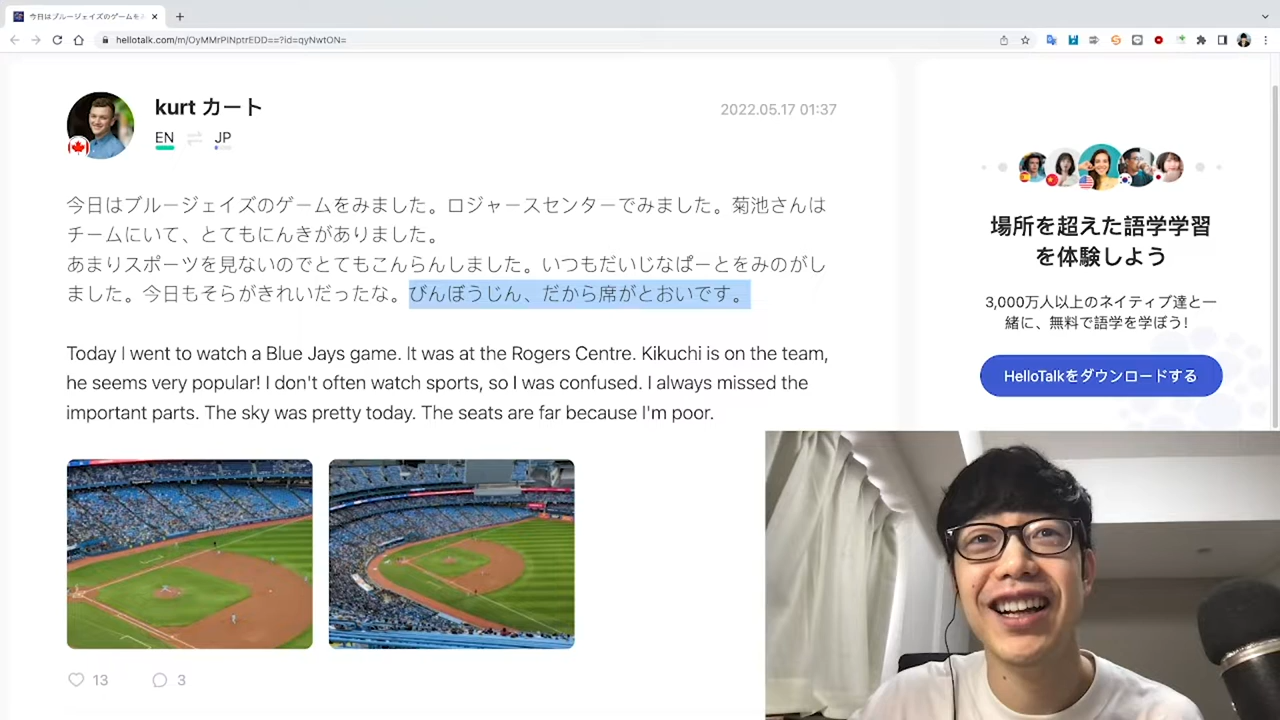 今日はブルージェイズのゲームをみ
hellotalk.com/m/OyMMrPlNptrEDD==?id=qyNwtON=
kurt カート
2022.05.17 01:37
EN JP
今日はブルージェイズのゲームをみました。ロジャースセンターでみました。菊池さんは
チームにいて、とてもにんきがありました。
あまりスポーツを見ないのでとてもこんらんしました。いつもだいじなぱーとをみのがし
ました。今日もそらがきれいだったな。びんぼうじん、だから席がとおいです。
Today I went to watch a Blue Jays game. It was at the Rogers Centre. Kikuchi is on the team,
he seems very popular! I don't often watch sports, so I was confused. I always missed the
important parts. The sky was pretty today. The seats are far because I'm poor.
13 3
場所を超えた語学学習
を体験しよう
3,000万人以上のネイティブ達と一
緒に、無料で語学を学ぼう!
HelloTalkをダウンロードする